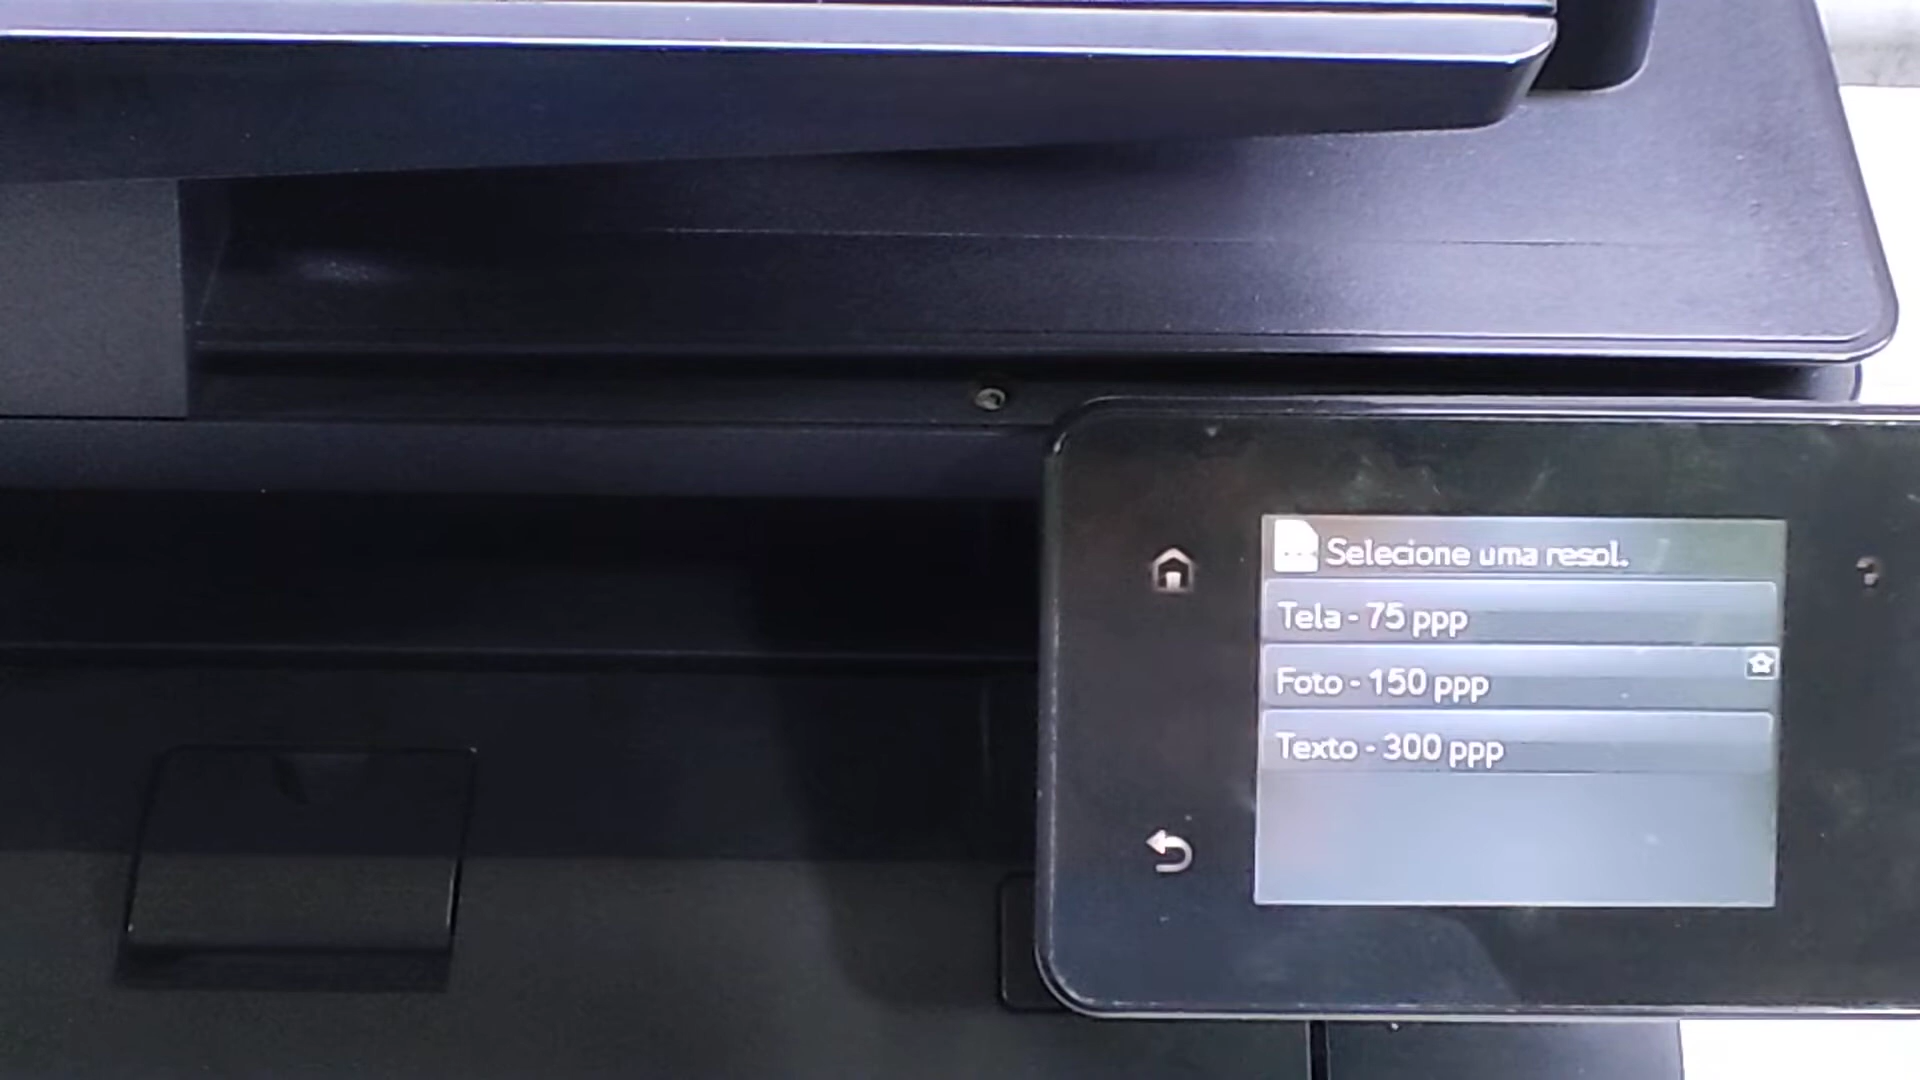 Selecione uma resol.
Tela - 75 ppp
Foto - 150 ppp
Texto - 300 ppp